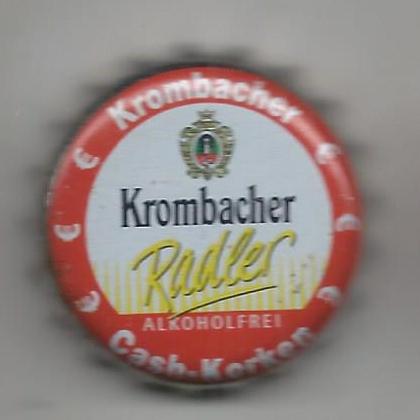 Krombacher
€ €
€ €
€ €
Krombacher
Radler
ALKOHOLFREI
Cash-Korken